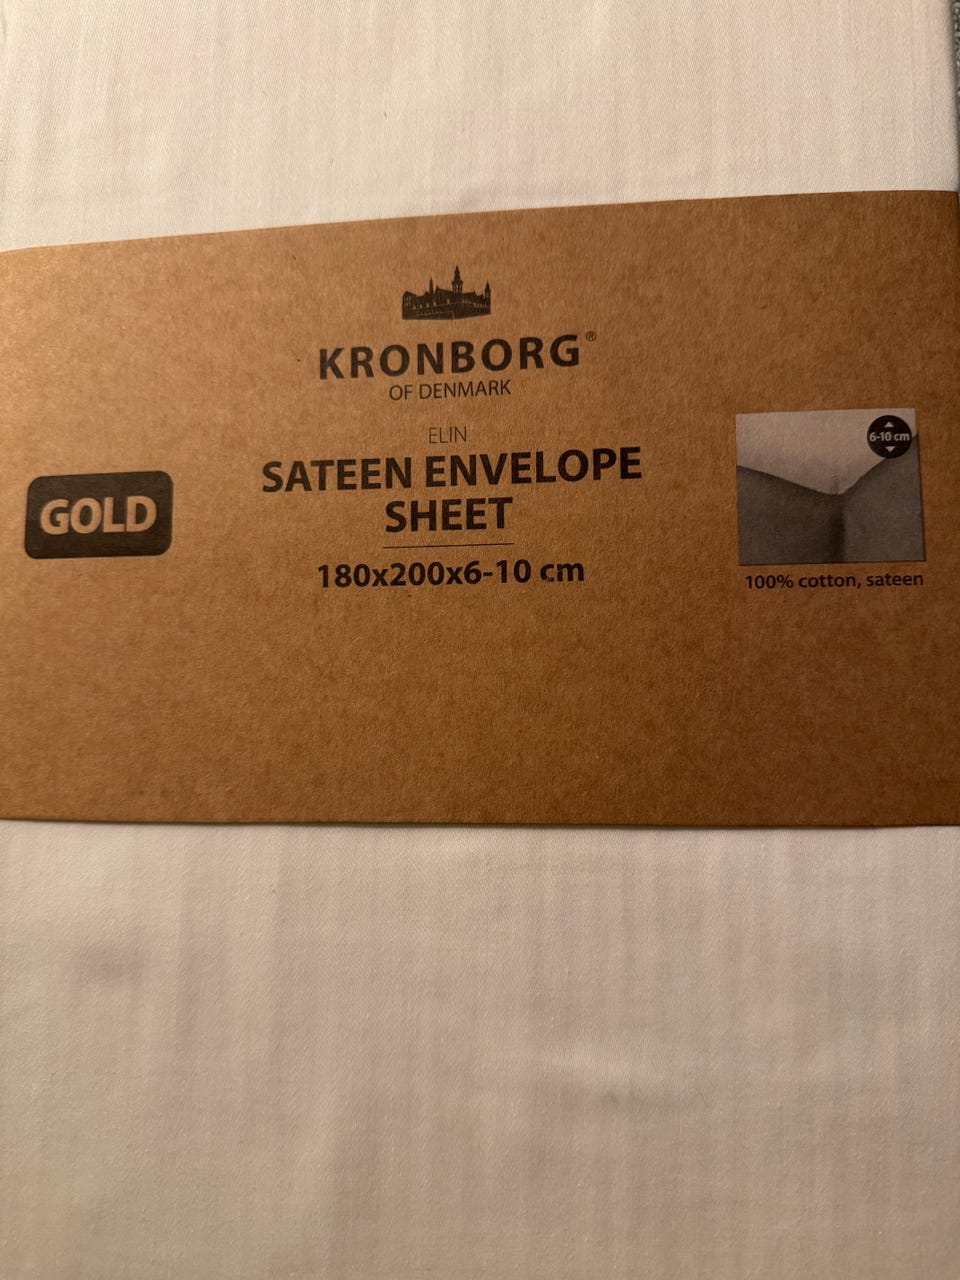 KRONBORG®
OF DENMARK
ELIN
SATEEN ENVELOPE
SHEET
180x200x6-10 cm
GOLD
6-10 cm
100% cotton, sateen